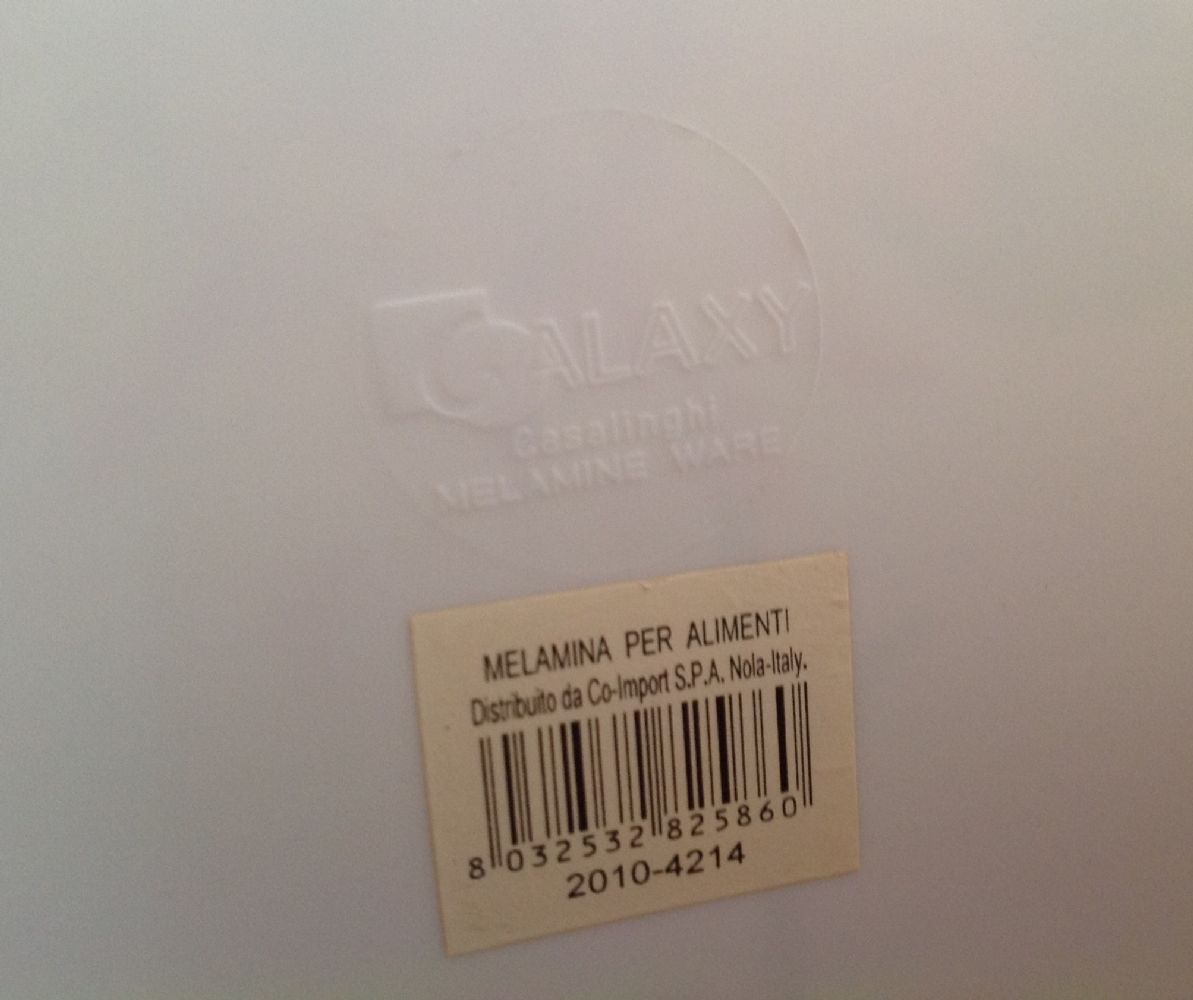 GALAXY
Casalinghi
MELAMINE WARE
MELAMINA PER ALIMENTI
Distribuito da Co-Import S.P.A. Nola-Italy.
8 032532 825860
2010-4214